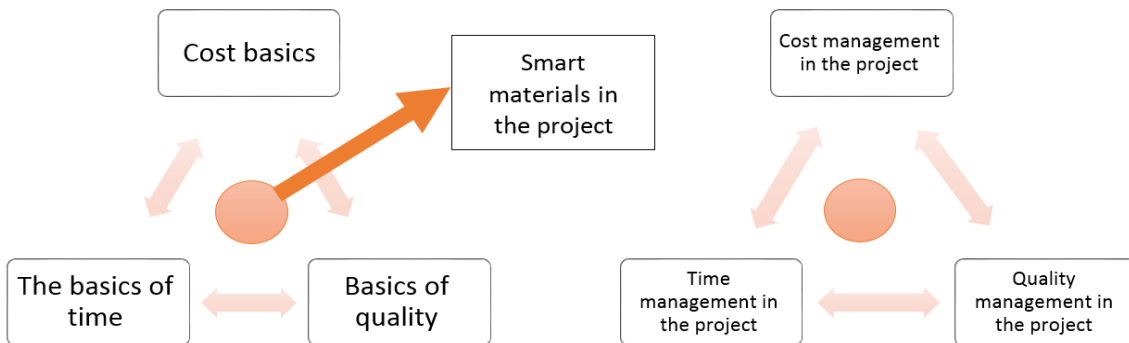 Cost basics
Smart
materials in
the project
The basics of
time
Basics of
quality
Cost management
in the project
Time
management in
the project
Quality
management in
the project